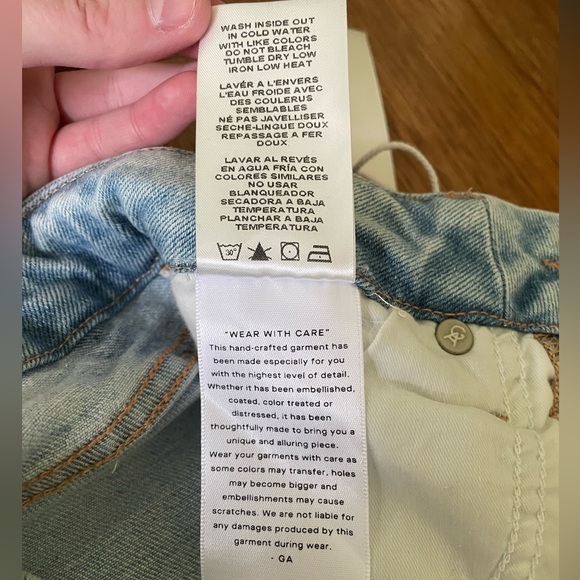 WASH INSIDE OUT
IN COLD WATER
WITH LIKE COLORS
DO NOT BLEACH
TUMBLE DRY LOW
IRON LOW HEAT
LAVÉR A L'ENVERS
L'EAU FROIDE AVEC
DES COULERUS
SEMBLABLES
NÉ PAS JAVELLISER
SECHE-LINGUE DOUX
REPASSAGE A FER
DOUX
LAVAR AL REVÉS
EN AGUA FRÍA CON
COLORES SIMILARES
NO USAR
BLANQUEADOR
SECADORA A BAJA
TEMPERATURA
PLANCHAR A BAJA
TEMPERATURA
30°
"WEAR WITH CARE"
This hand-crafted garment has
been made especially for you
with the highest level of detail.
Whether it has been embellished,
coated, color treated or
distressed, it has been
thoughtfully made to bring you a
unique and alluring piece.
Wear your garments with care as
some colors may transfer, holes
may become bigger and
embellishments may cause
scratches. We are not liable for
any damages produced by this
garment during wear.
- GA